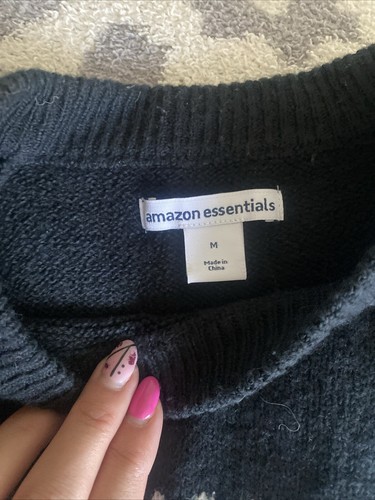 amazon essentials
M
Made in
China